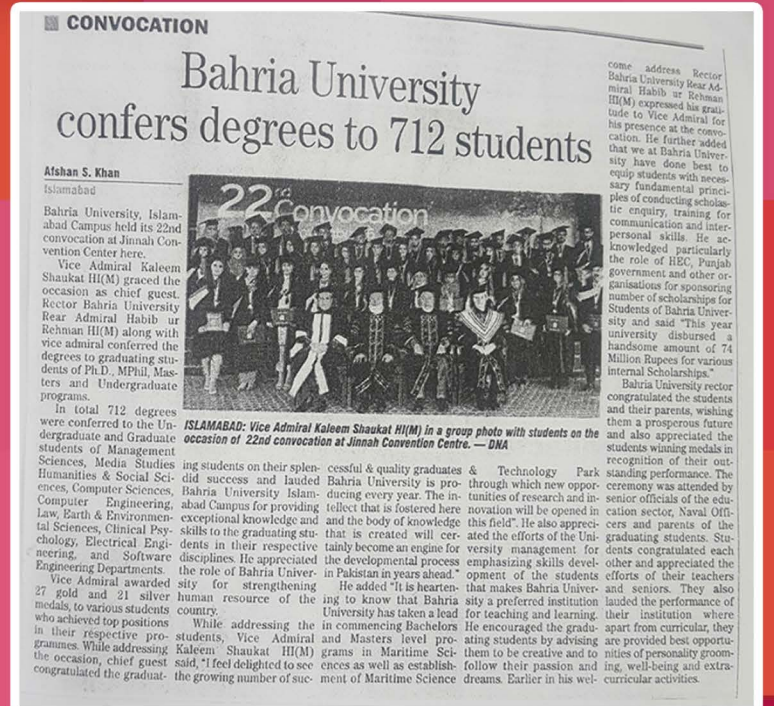 CONVOCATION
Bahria University
confers degrees to 712 students
Afshan S. Khan
Islamabad
Bahria University, Islam-
abad Campus held its 22nd
convocation at Jinnah Con-
vention Center here.
Vice Admiral Kaleem
Shaukat HI(M) graced the
occasion as chief guest.
Rector Bahria University
Rear Admiral Habib ur
Rehman HI(M) along with
vice admiral conferred the
degrees to graduating stu-
dents of Ph.D., MPhil, Mas-
ters and Undergraduate
programs.
In total 712 degrees
were conferred to the Un-
dergraduate and Graduate
students of Management
Sciences, Media Studies
Humanities & Social Sci-
ences, Computer Sciences,
Computer Engineering,
Law, Earth & Environmen-
tal Sciences, Clinical Psy-
chology, Electrical Engi-
neering, and Software
Engineering Departments.
Vice Admiral awarded
27 gold and 21 silver
medals, to various students
who achieved top positions
in their respective pro-
grammes. While addressing
the occasion, chief guest
congratulated the graduat-
22nd Convocation
ISLAMABAD: Vice Admiral Kaleem Shaukat HI(M) in a group photo with students on the
occasion of 22nd convocation at Jinnah Convention Centre. — DNA
ing students on their splen-
did success and lauded
Bahria University Islam-
abad Campus for providing
exceptional knowledge and
skills to the graduating stu-
dents in their respective
disciplines. He appreciated
the role of Bahria Univer-
sity for strengthening
human resource of the
country.
While addressing the
students, Vice Admiral
Kaleem Shaukat HI(M)
said, "I feel delighted to see
the growing number of suc-
cessful & quality graduates
Bahria University is pro-
ducing every year. The in-
tellect that is fostered here
and the body of knowledge
that is created will cer-
tainly become an engine for
the developmental process
in Pakistan in years ahead."
He added "It is hearten-
ing to know that Bahria
University has taken a lead
in commencing Bachelors
and Masters level pro-
grams in Maritime Sci-
ences as well as establish-
ment of Maritime Science
& Technology Park
through which new oppor-
tunities of research and in-
novation will be opened in
this field". He also appreci-
ated the efforts of the Uni-
versity management for
emphasizing skills devel-
opment of the students
that makes Bahria Univer-
sity a preferred institution
for teaching and learning.
He encouraged the gradu-
ating students by advising
them to be creative and to
follow their passion and
dreams. Earlier in his wel-
come address Rector
Bahria University Rear Ad-
miral Habib ur Rehman
HI(M) expressed his grati-
tude to Vice Admiral for
his presence at the convo-
cation. He further added
that we at Bahria Univer-
sity have done best to
equip students with neces-
sary fundamental princi-
ples of conducting scholas-
tic enquiry, training for
communication and inter-
personal skills. He ac-
knowledged particularly
the role of HEC, Punjab
government and other or-
ganisations for sponsoring
number of scholarships for
Students of Bahria Univer-
sity and said "This year
university disbursed a
handsome amount of 74
Million Rupees for various
internal Scholarships."
Bahria University rector
congratulated the students
and their parents, wishing
them a prosperous future
and also appreciated the
students winning medals in
recognition of their out-
standing performance. The
ceremony was attended by
senior officials of the edu-
cation sector, Naval Offi-
cers and parents of the
graduating students. Stu-
dents congratulated each
other and appreciated the
efforts of their teachers
and seniors. They also
lauded the performance of
their institution where
apart from curricular, they
are provided best opportu-
nities of personality groom-
ing, well-being and extra-
curricular activities.